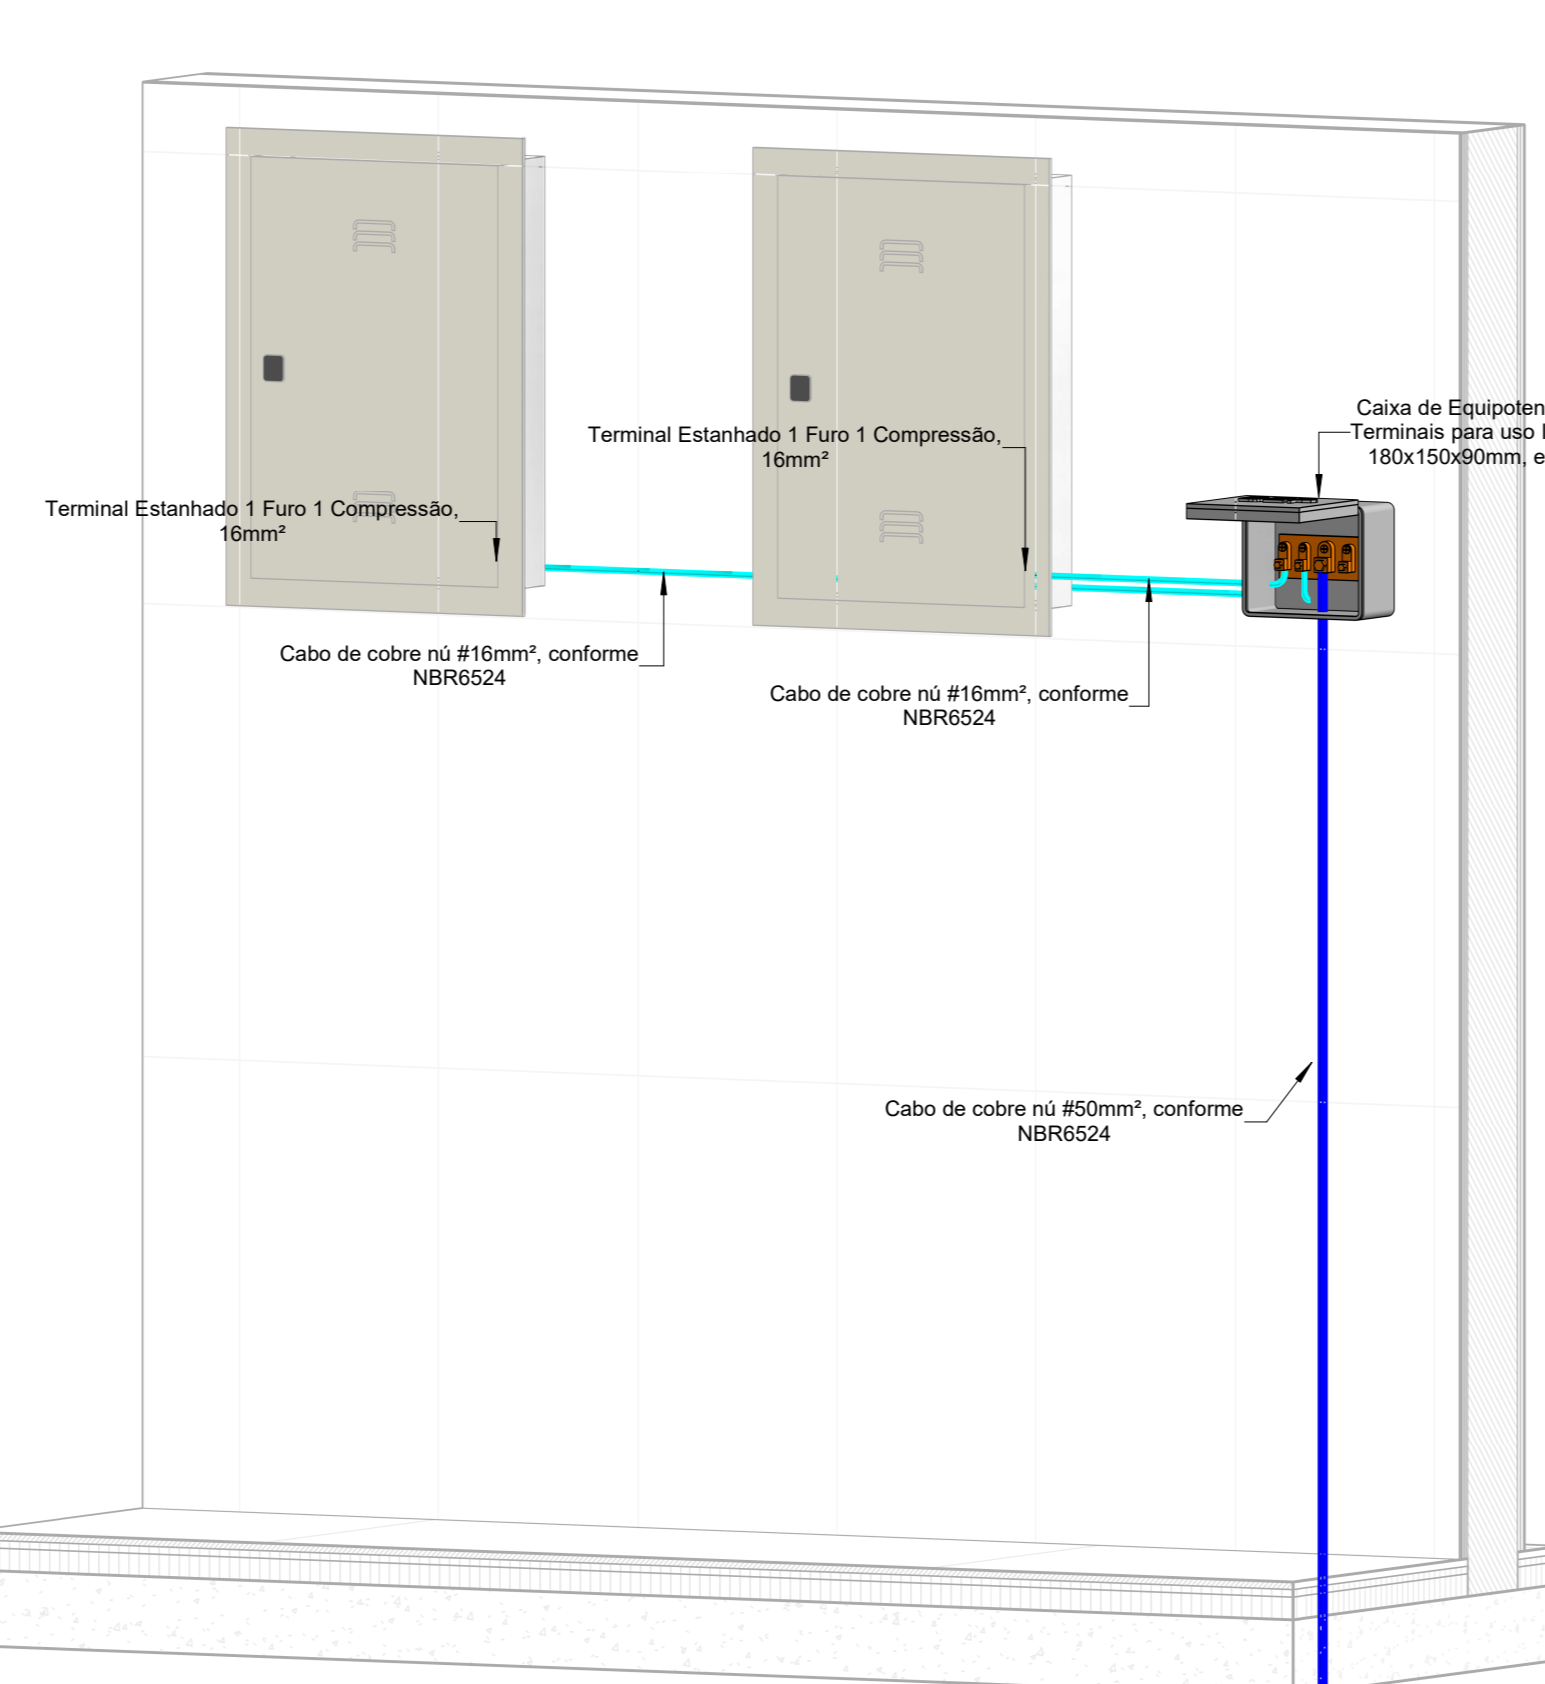 Caixa de Equipoten
Terminais para uso
180x150x90mm, e
Terminal Estanhado 1 Furo 1 Compressão,
16mm²
Terminal Estanhado 1 Furo 1 Compressão,
16mm²
Cabo de cobre nú #16mm², conforme
NBR6524
Cabo de cobre nú #16mm², conforme
NBR6524
Cabo de cobre nú #50mm², conforme
NBR6524